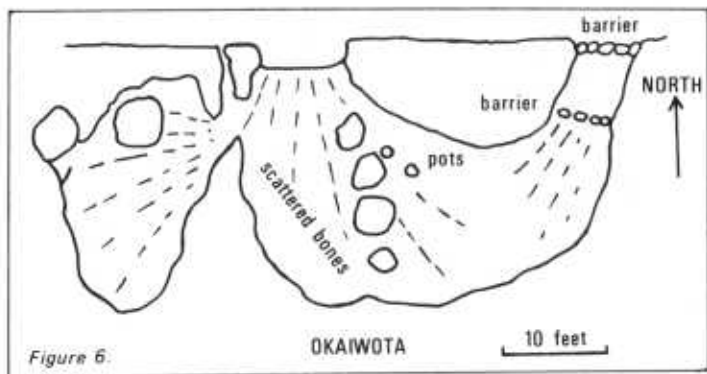 barrier
NORTH
barrier
pots
scattered bones
Figure 6.
OKAIWOTA
10 feet